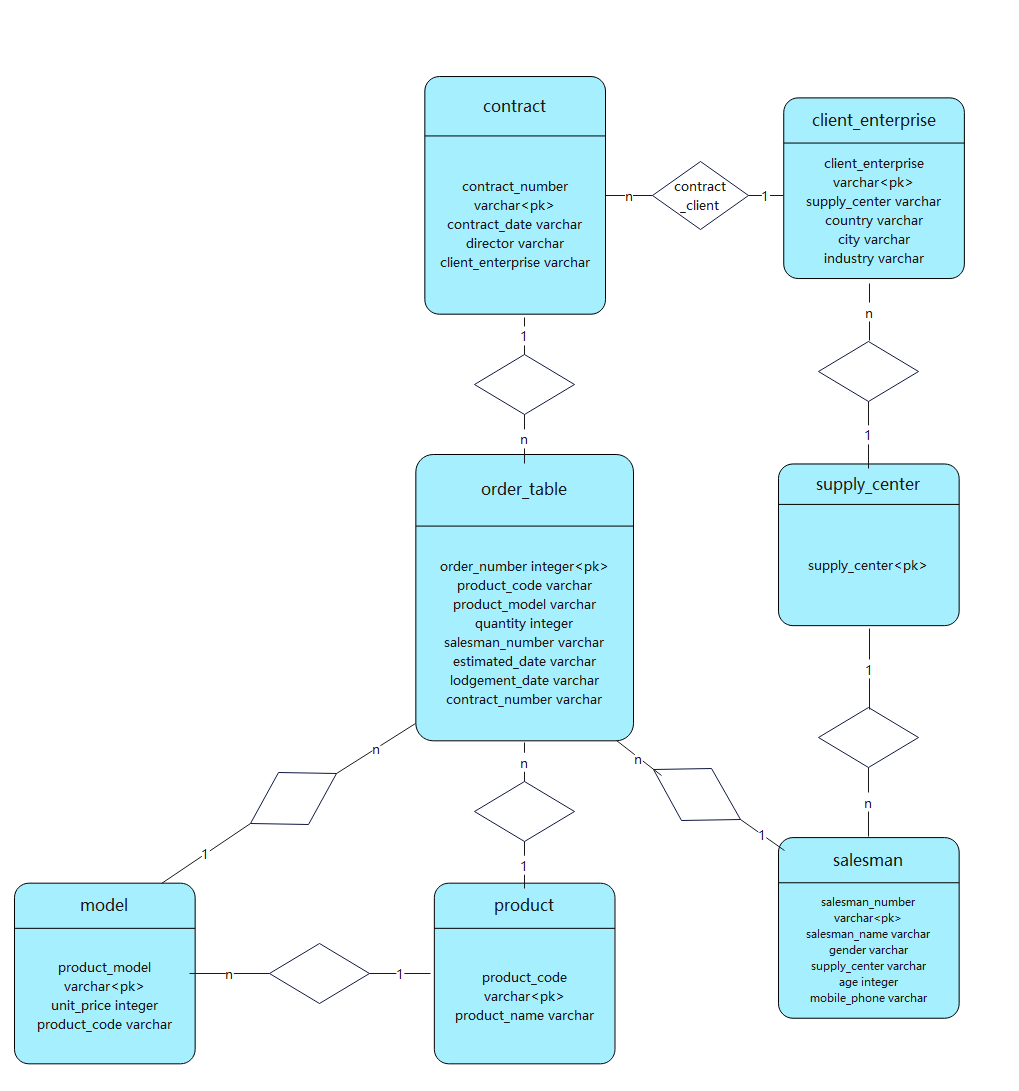 contract
contract_number
varchar<pk>
contract_date varchar
director varchar
client_enterprise varchar
n
contract
_client
1
client_enterprise
client_enterprise
varchar<pk>
supply_center varchar
country varchar
city varchar
industry varchar
1
n
n
1
order_table
order_number integer<pk>
product_code varchar
product_model varchar
quantity integer
salesman_number varchar
estimated_date varchar
lodgement_date varchar
contract_number varchar
supply_center
supply_center<pk>
1
n
n
1
n
1
n
1
model
product_model
varchar<pk>
unit_price integer
product_code varchar
n
1
product
product_code
varchar<pk>
product_name varchar
salesman
salesman_number
varchar<pk>
salesman_name varchar
gender varchar
supply_center varchar
age integer
mobile_phone varchar